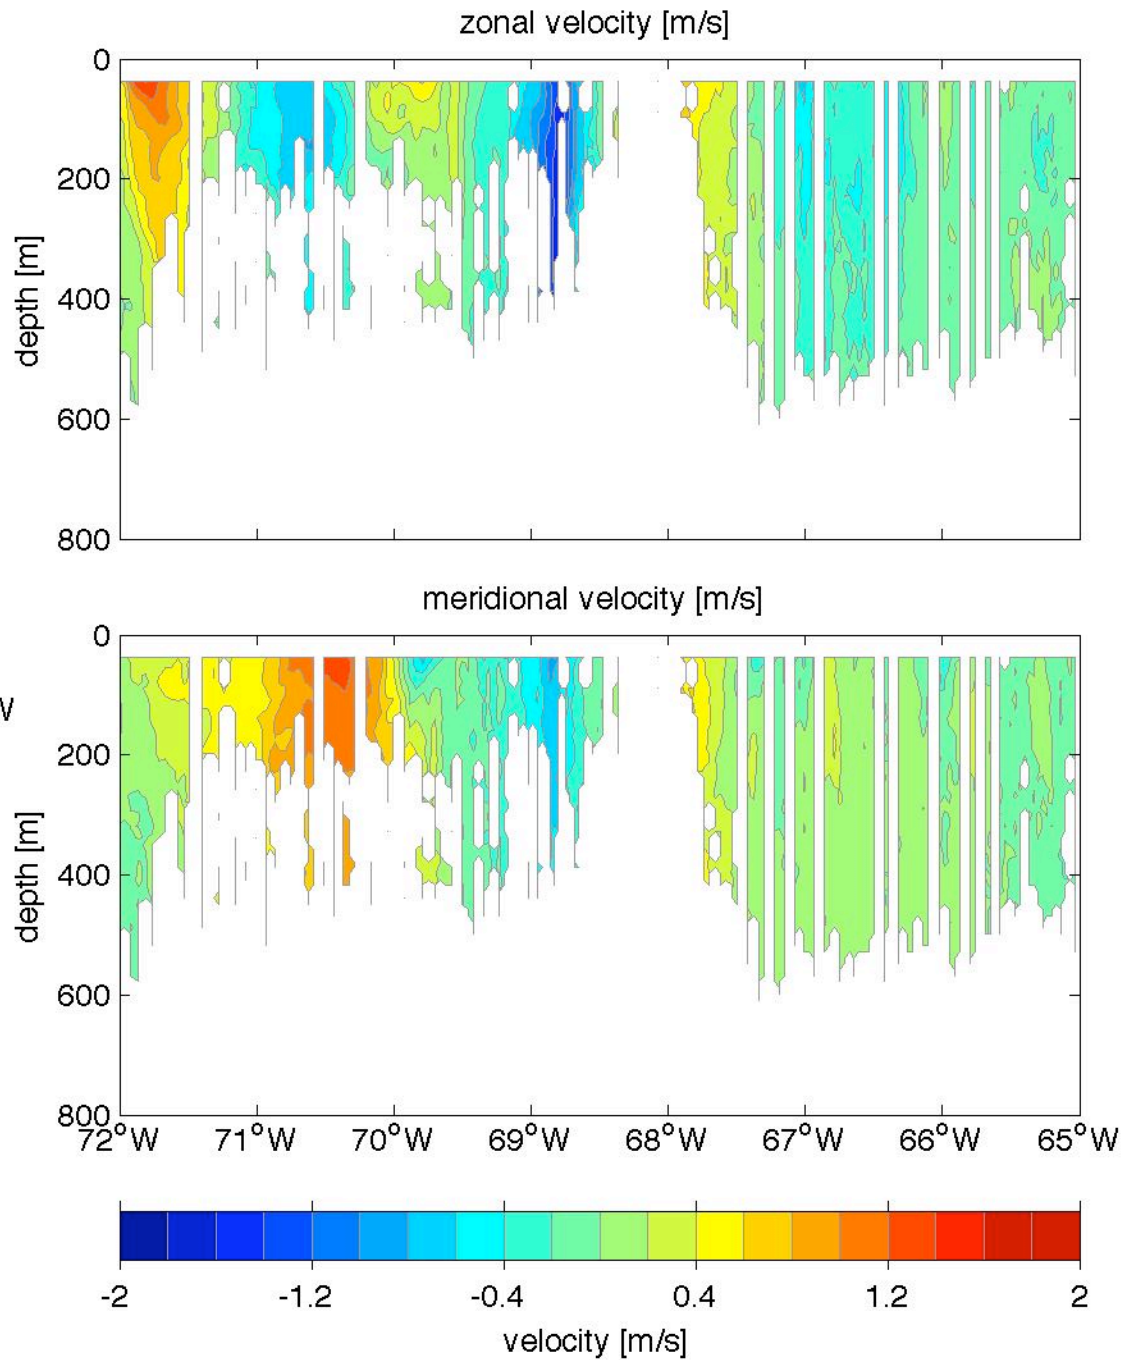 zonal velocity [m/s]
0
200
400
600
800
depth [m]
meridional velocity [m/s]
0
200
400
600
800
depth [m]
W
72°W 71°W 70°W 69°W 68°W 67°W 66°W 65°W
-2 -1.2 -0.4 0.4 1.2 2
velocity [m/s]